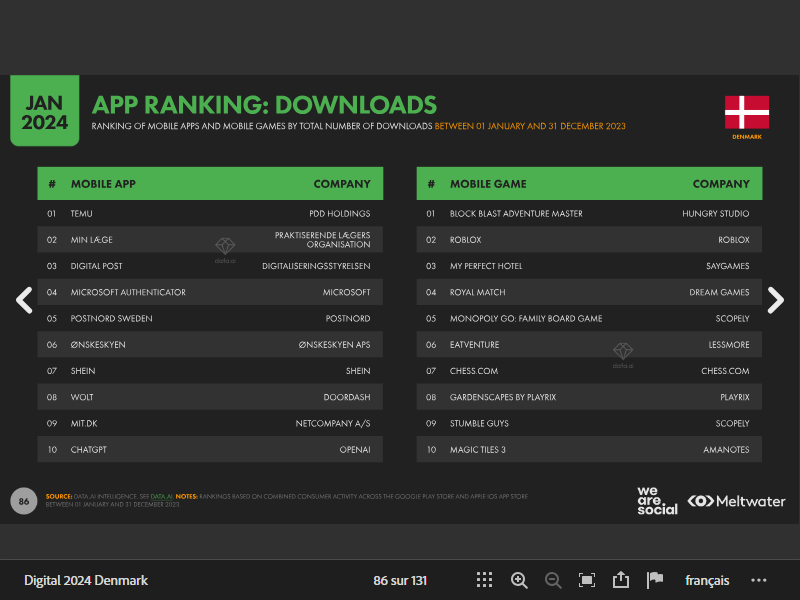 JAN
2024
APP RANKING: DOWNLOADS
RANKING OF MOBILE APPS AND MOBILE GAMES BY TOTAL NUMBER OF DOWNLOADS BETWEEN 01 JANUARY AND 31 DECEMBER 2023
DENMARK
# MOBILE APP COMPANY
01 TEMU PDD HOLDINGS
02 MIN LÆGE PRAKTISERENDE LÆGERS
ORGANISATION
03 DIGITAL POST DIGITALISERINGSSTYRELSEN
04 MICROSOFT AUTHENTICATOR MICROSOFT
05 POSTNORD SWEDEN POSTNORD
06 ØNSKESKYEN ØNSKESKYEN APS
07 SHEIN SHEIN
08 WOLT DOORDASH
09 MIT.DK NETCOMPANY A/S
10 CHATGPT OPENAI
data.ai
# MOBILE GAME COMPANY
01 BLOCK BLAST ADVENTURE MASTER HUNGRY STUDIO
02 ROBLOX ROBLOX
03 MY PERFECT HOTEL SAYGAMES
04 ROYAL MATCH DREAM GAMES
05 MONOPOLY GO: FAMILY BOARD GAME SCOPELY
06 EATVENTURE LESSMORE
07 CHESS.COM CHESS.COM
08 GARDENSCAPES BY PLAYRIX PLAYRIX
09 STUMBLE GUYS SCOPELY
10 MAGIC TILES 3 AMANOTES
data.ai
86
SOURCE: DATA.AI INTELLIGENCE. SEE DATA.AI. NOTES: RANKINGS BASED ON COMBINED CONSUMER ACTIVITY ACROSS THE GOOGLE PLAY STORE AND APPLE IOS APP STORE
BETWEEN 01 JANUARY AND 31 DECEMBER 2023.
we
are.
social
Meltwater
Digital 2024 Denmark 86 sur 131 français